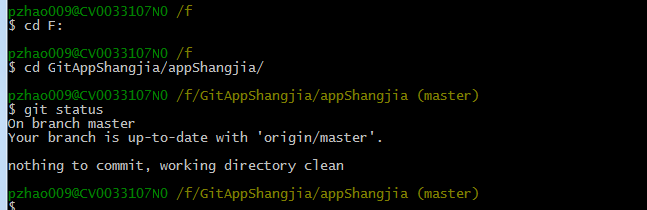 pzhao009@CV0033107N0 /f
$ cd F:
pzhao009@CV0033107N0 /f
$ cd GitAppShangjia/appShangjia/
pzhao009@CV0033107N0 /f/GitAppShangjia/appShangjia (master)
$ git status
On branch master
Your branch is up-to-date with 'origin/master'.
nothing to commit, working directory clean
pzhao009@CV0033107N0 /f/GitAppShangjia/appShangjia (master)
$